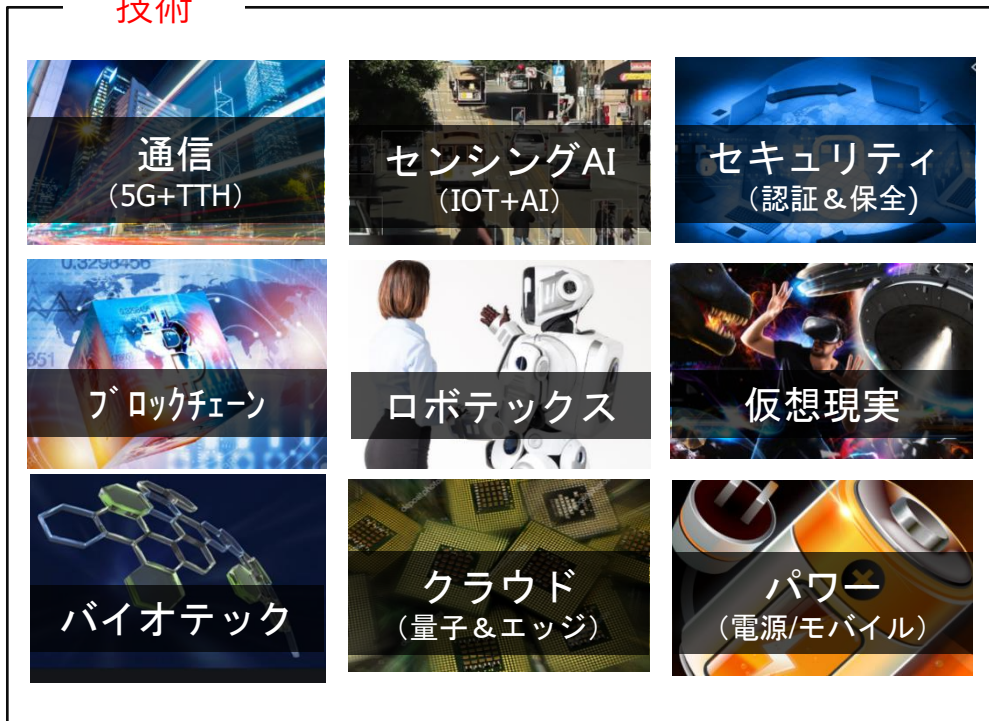 技術
通信
（5G+TTH）
センシングAI
（IOT+AI）
セキュリティ
（認証＆保全)
0.3298456
651
ﾌﾞﾛｯｸﾁｪｰﾝ
ロボテックス
仮想現実
バイオテック
クラウド
（量子＆エッジ）
パワー
（電源/モバイル）